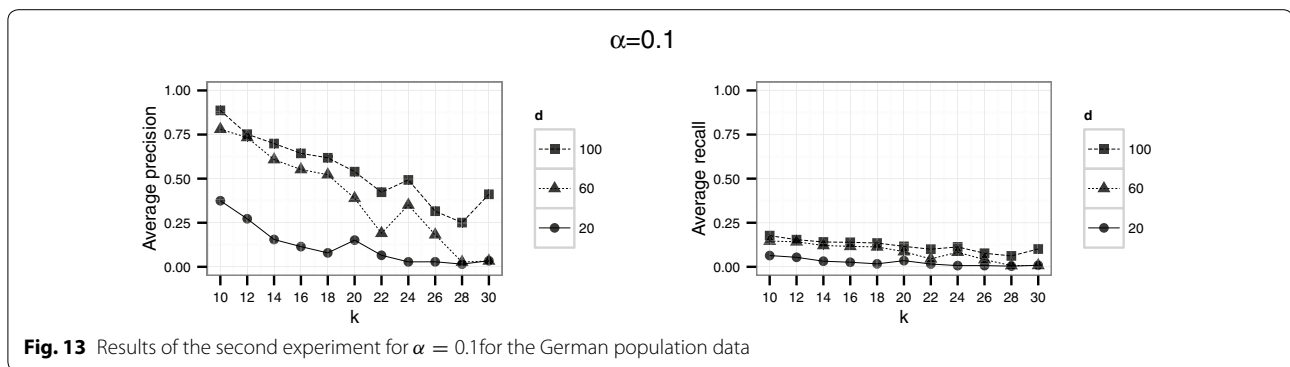 α=0.1
Average precision
1.00
0.75
0.50
0.25
0.00
10 12 14 16 18 20 22 24 26 28 30
k
d
100
60
20
Average recall
1.00
0.75
0.50
0.25
0.00
10 12 14 16 18 20 22 24 26 28 30
k
d
100
60
20
Fig. 13 Results of the second experiment for α = 0.1for the German population data